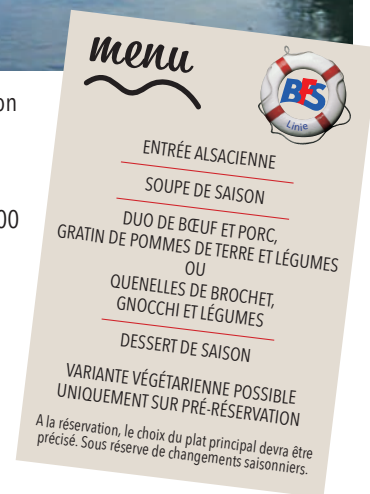 on
00
menu
BFS
Linie
ENTRÉE ALSACIENNE
SOUPE DE SAISON
DUO DE BŒUF ET PORC,
GRATIN DE POMMES DE TERRE ET LÉGUMES
OU
QUENELLES DE BROCHET,
GNOCCHI ET LÉGUMES
DESSERT DE SAISON
VARIANTE VÉGÉTARIENNE POSSIBLE
UNIQUEMENT SUR PRÉ-RÉSERVATION
A la réservation, le choix du plat principal devra être
précisé. Sous réserve de changements saisonniers.